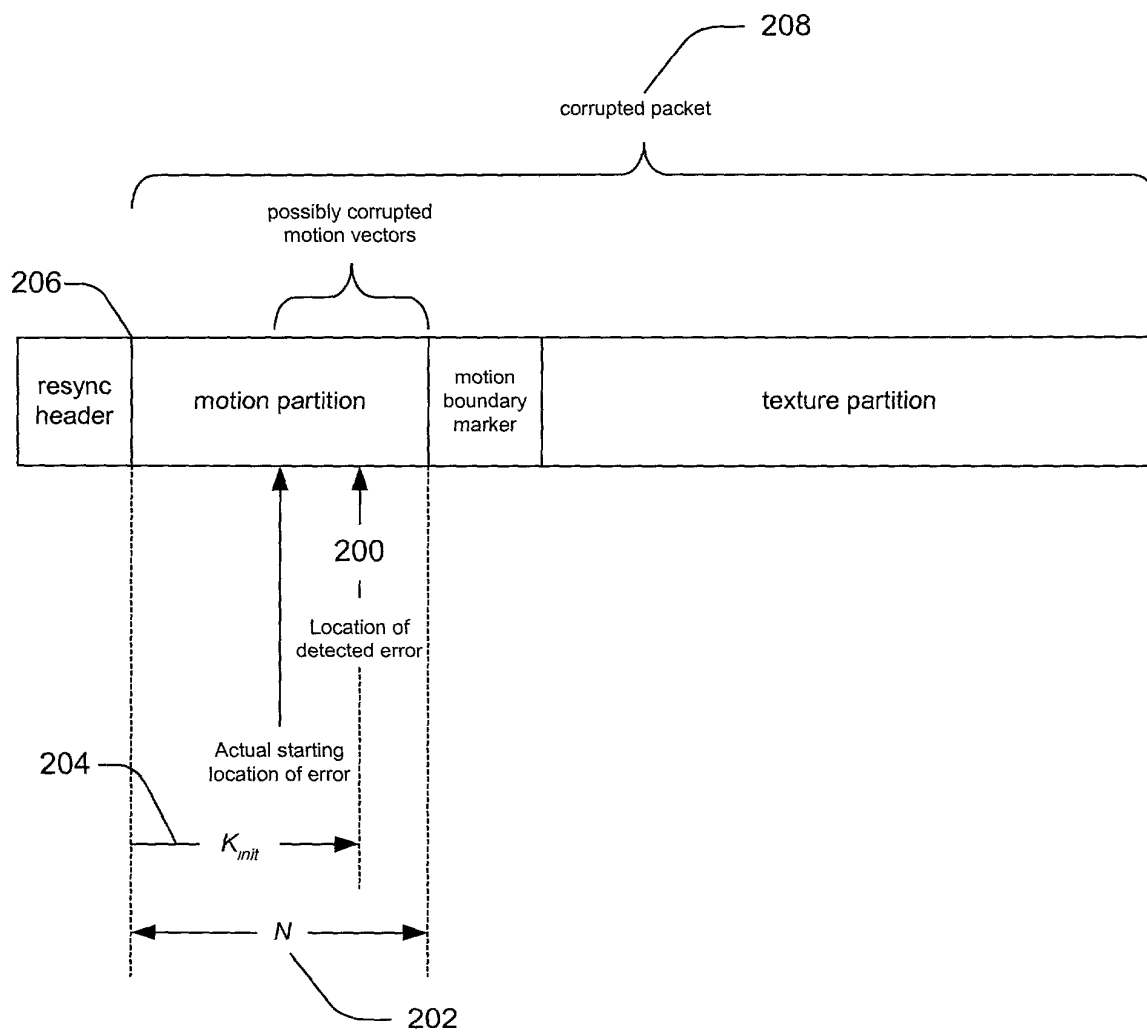 208
corrupted packet
possibly corrupted
motion vectors
206
resync
header
motion partition
motion
boundary
marker
texture partition
200
Location of
detected error
Actual starting
location of error
204
Kinit
N
202